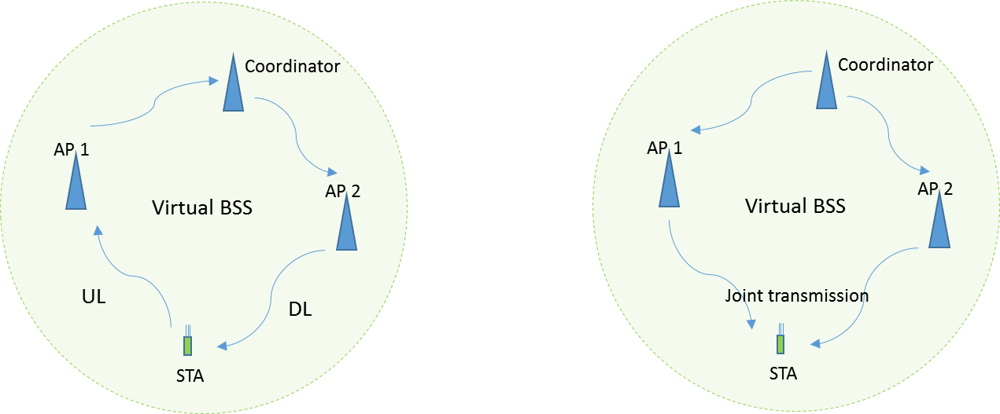 Coordinator
AP 1
AP 2
Virtual BSS
UL
DL
STA
Coordinator
AP 1
AP 2
Virtual BSS
Joint transmission
STA